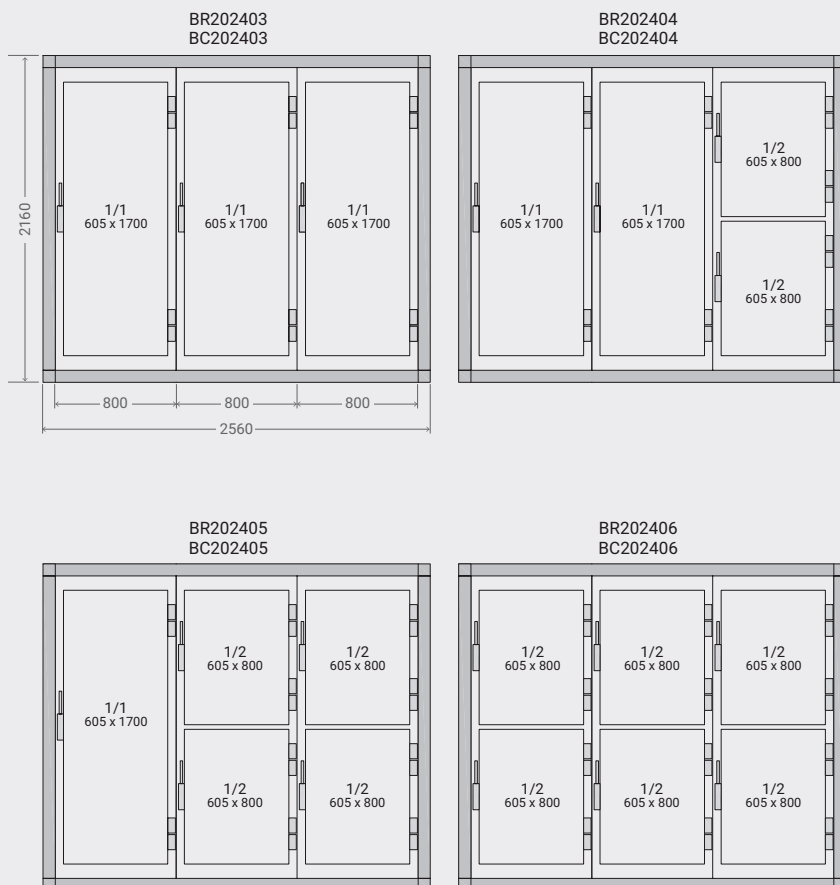 BR202403
BC202403
BR202404
BC202404
2160
1/1
605 x 1700
1/1
605 x 1700
1/1
605 x 1700
1/1
605 x 1700
1/1
605 x 1700
1/2
605 x 800
1/2
605 x 800
800
800
800
2560
BR202405
BC202405
BR202406
BC202406
1/1
605 x 1700
1/2
605 x 800
1/2
605 x 800
1/2
605 x 800
1/2
605 x 800
1/2
605 x 800
1/2
605 x 800
1/2
605 x 800
1/2
605 x 800
1/2
605 x 800
1/2
605 x 800